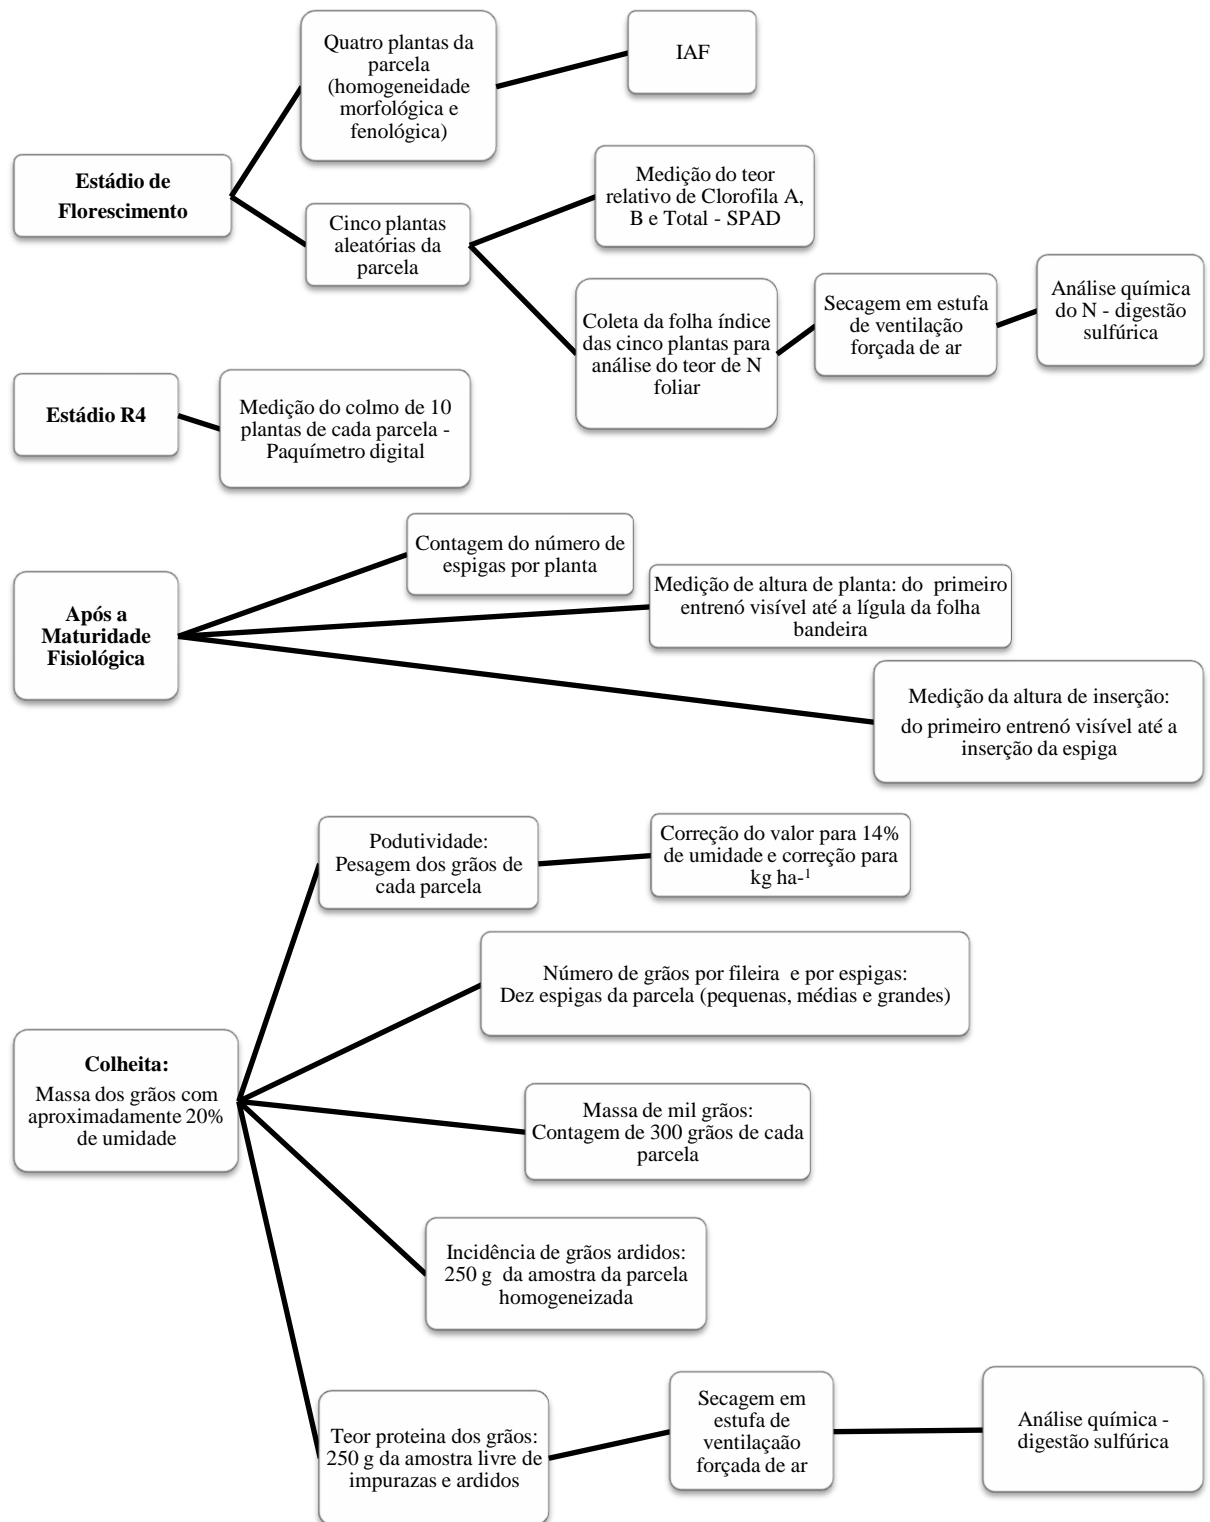 Quatro plantas da
parcela
(homogeneidade
morfológica e
fenológica)
IAF
Estádio de
Florescimento
Medição do teor
relativo de Clorofila A,
B e Total - SPAD
Cinco plantas
aleatórias da
parcela
Coleta da folha índice
das cinco plantas para
análise do teor de N
foliar
Secagem em estufa
de ventilação
forçada de ar
Análise química
do N - digestão
sulfúrica
Estádio R4
Medição do colmo de 10
plantas de cada parcela -
Paquímetro digital
Após a
Maturidade
Fisiológica
Contagem do número de
espigas por planta
Medição de altura de planta: do  primeiro
entrenó visível até a lígula da folha
bandeira
Medição da altura de inserção:
do primeiro entrenó visível até a
inserção da espiga
Colheita:
Massa dos grãos com
aproximadamente 20%
de umidade
Podutividade:
Pesagem dos grãos de
cada parcela
Correção do valor para 14%
de umidade e correção para
kg ha-¹
Número de grãos por fileira  e por espigas:
Dez espigas da parcela (pequenas, médias e grandes)
Massa de mil grãos:
Contagem de 300 grãos de cada
parcela
Incidência de grãos ardidos:
250 g  da amostra da parcela
homogeneizada
Teor proteina dos grãos:
250 g da amostra livre de
impurazas e ardidos
Secagem em
estufa de
ventilaçaão
forçada de ar
Análise química -
digestão sulfúrica